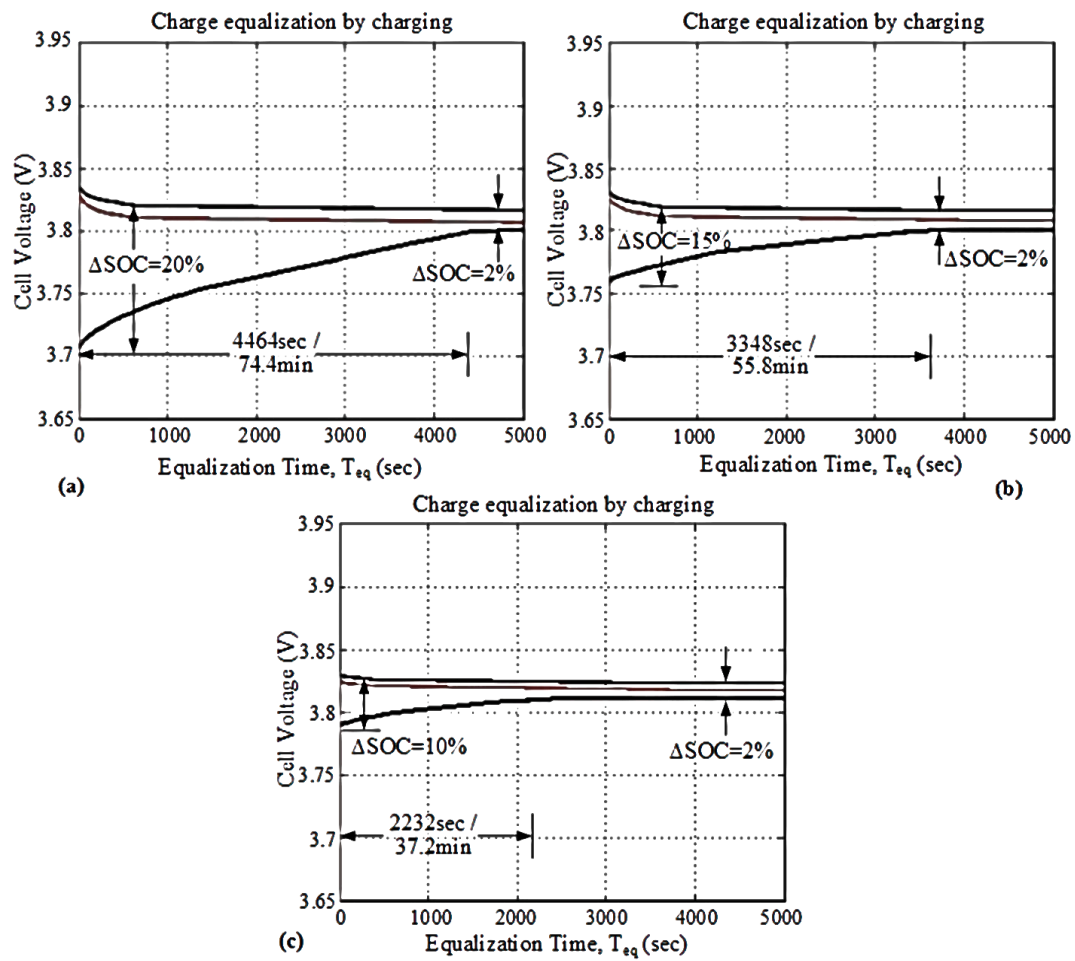 Charge equalization by charging
3.95
3.9
3.85
3.8
3.75
3.7
3.65
Cell Voltage (V)
ΔSOC=20%
ΔSOC=2%
4464sec /
74.4min
0 1000 2000 3000 4000 5000
Equalization Time, Teq (sec)
(a)
Charge equalization by charging
3.95
3.9
3.85
3.8
3.75
3.7
3.65
Cell Voltage (V)
ΔSOC=15%
ΔSOC=2%
3348sec /
55.8min
0 1000 2000 3000 4000 5000
Equalization Time, Teq (sec)
(b)
Charge equalization by charging
3.95
3.9
3.85
3.8
3.75
3.7
3.65
Cell Voltage (V)
ΔSOC=10%
ΔSOC=2%
2232sec /
37.2min
0 1000 2000 3000 4000 5000
Equalization Time, Teq (sec)
(c)